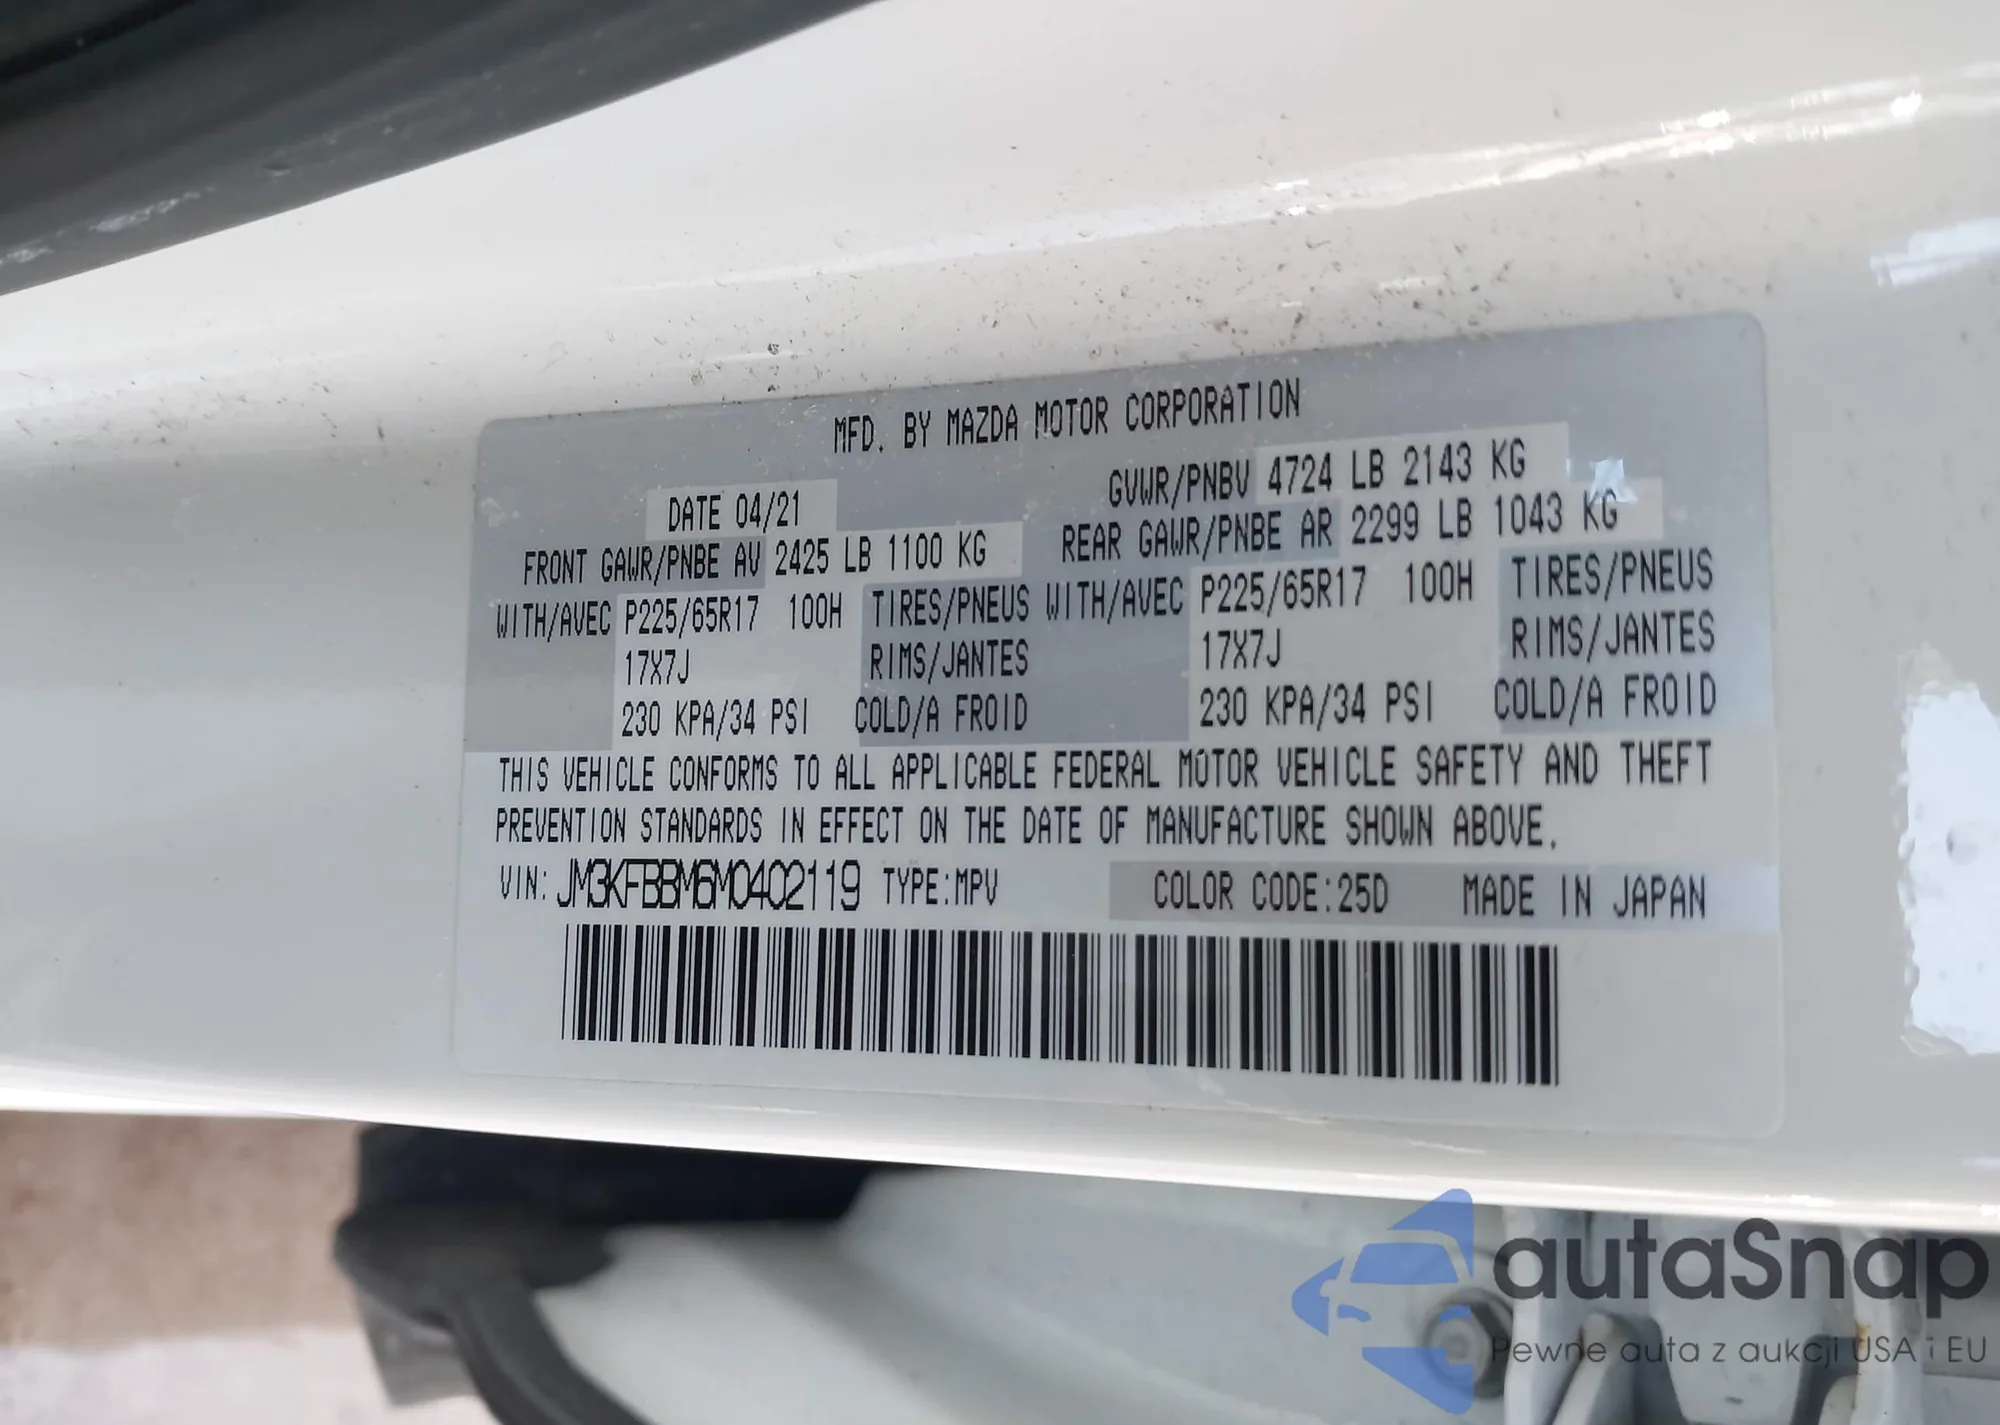 MFD. BY MAZDA MOTOR CORPORATION
DATE 04/21 GVWR/PNBV 4724 LB 2143 KG
FRONT GAWR/PNBE AV 2425 LB 1100 KG REAR GAWR/PNBE AR 2299 LB 1043 KG
WITH/AVEC P225/65R17 100H TIRES/PNEUS WITH/AVEC P225/65R17 100H TIRES/PNEUS
17X7J RIMS/JANTES 17X7J RIMS/JANTES
230 KPA/34 PSI COLD/A FROID 230 KPA/34 PSI COLD/A FROID
THIS VEHICLE CONFORMS TO ALL APPLICABLE FEDERAL MOTOR VEHICLE SAFETY AND THEFT
PREVENTION STANDARDS IN EFFECT ON THE DATE OF MANUFACTURE SHOWN ABOVE.
VIN: JM3KFBBM6M0402119 TYPE:MPV COLOR CODE:25D MADE IN JAPAN
autaSnap
Pewne auta z aukcji USA i EU